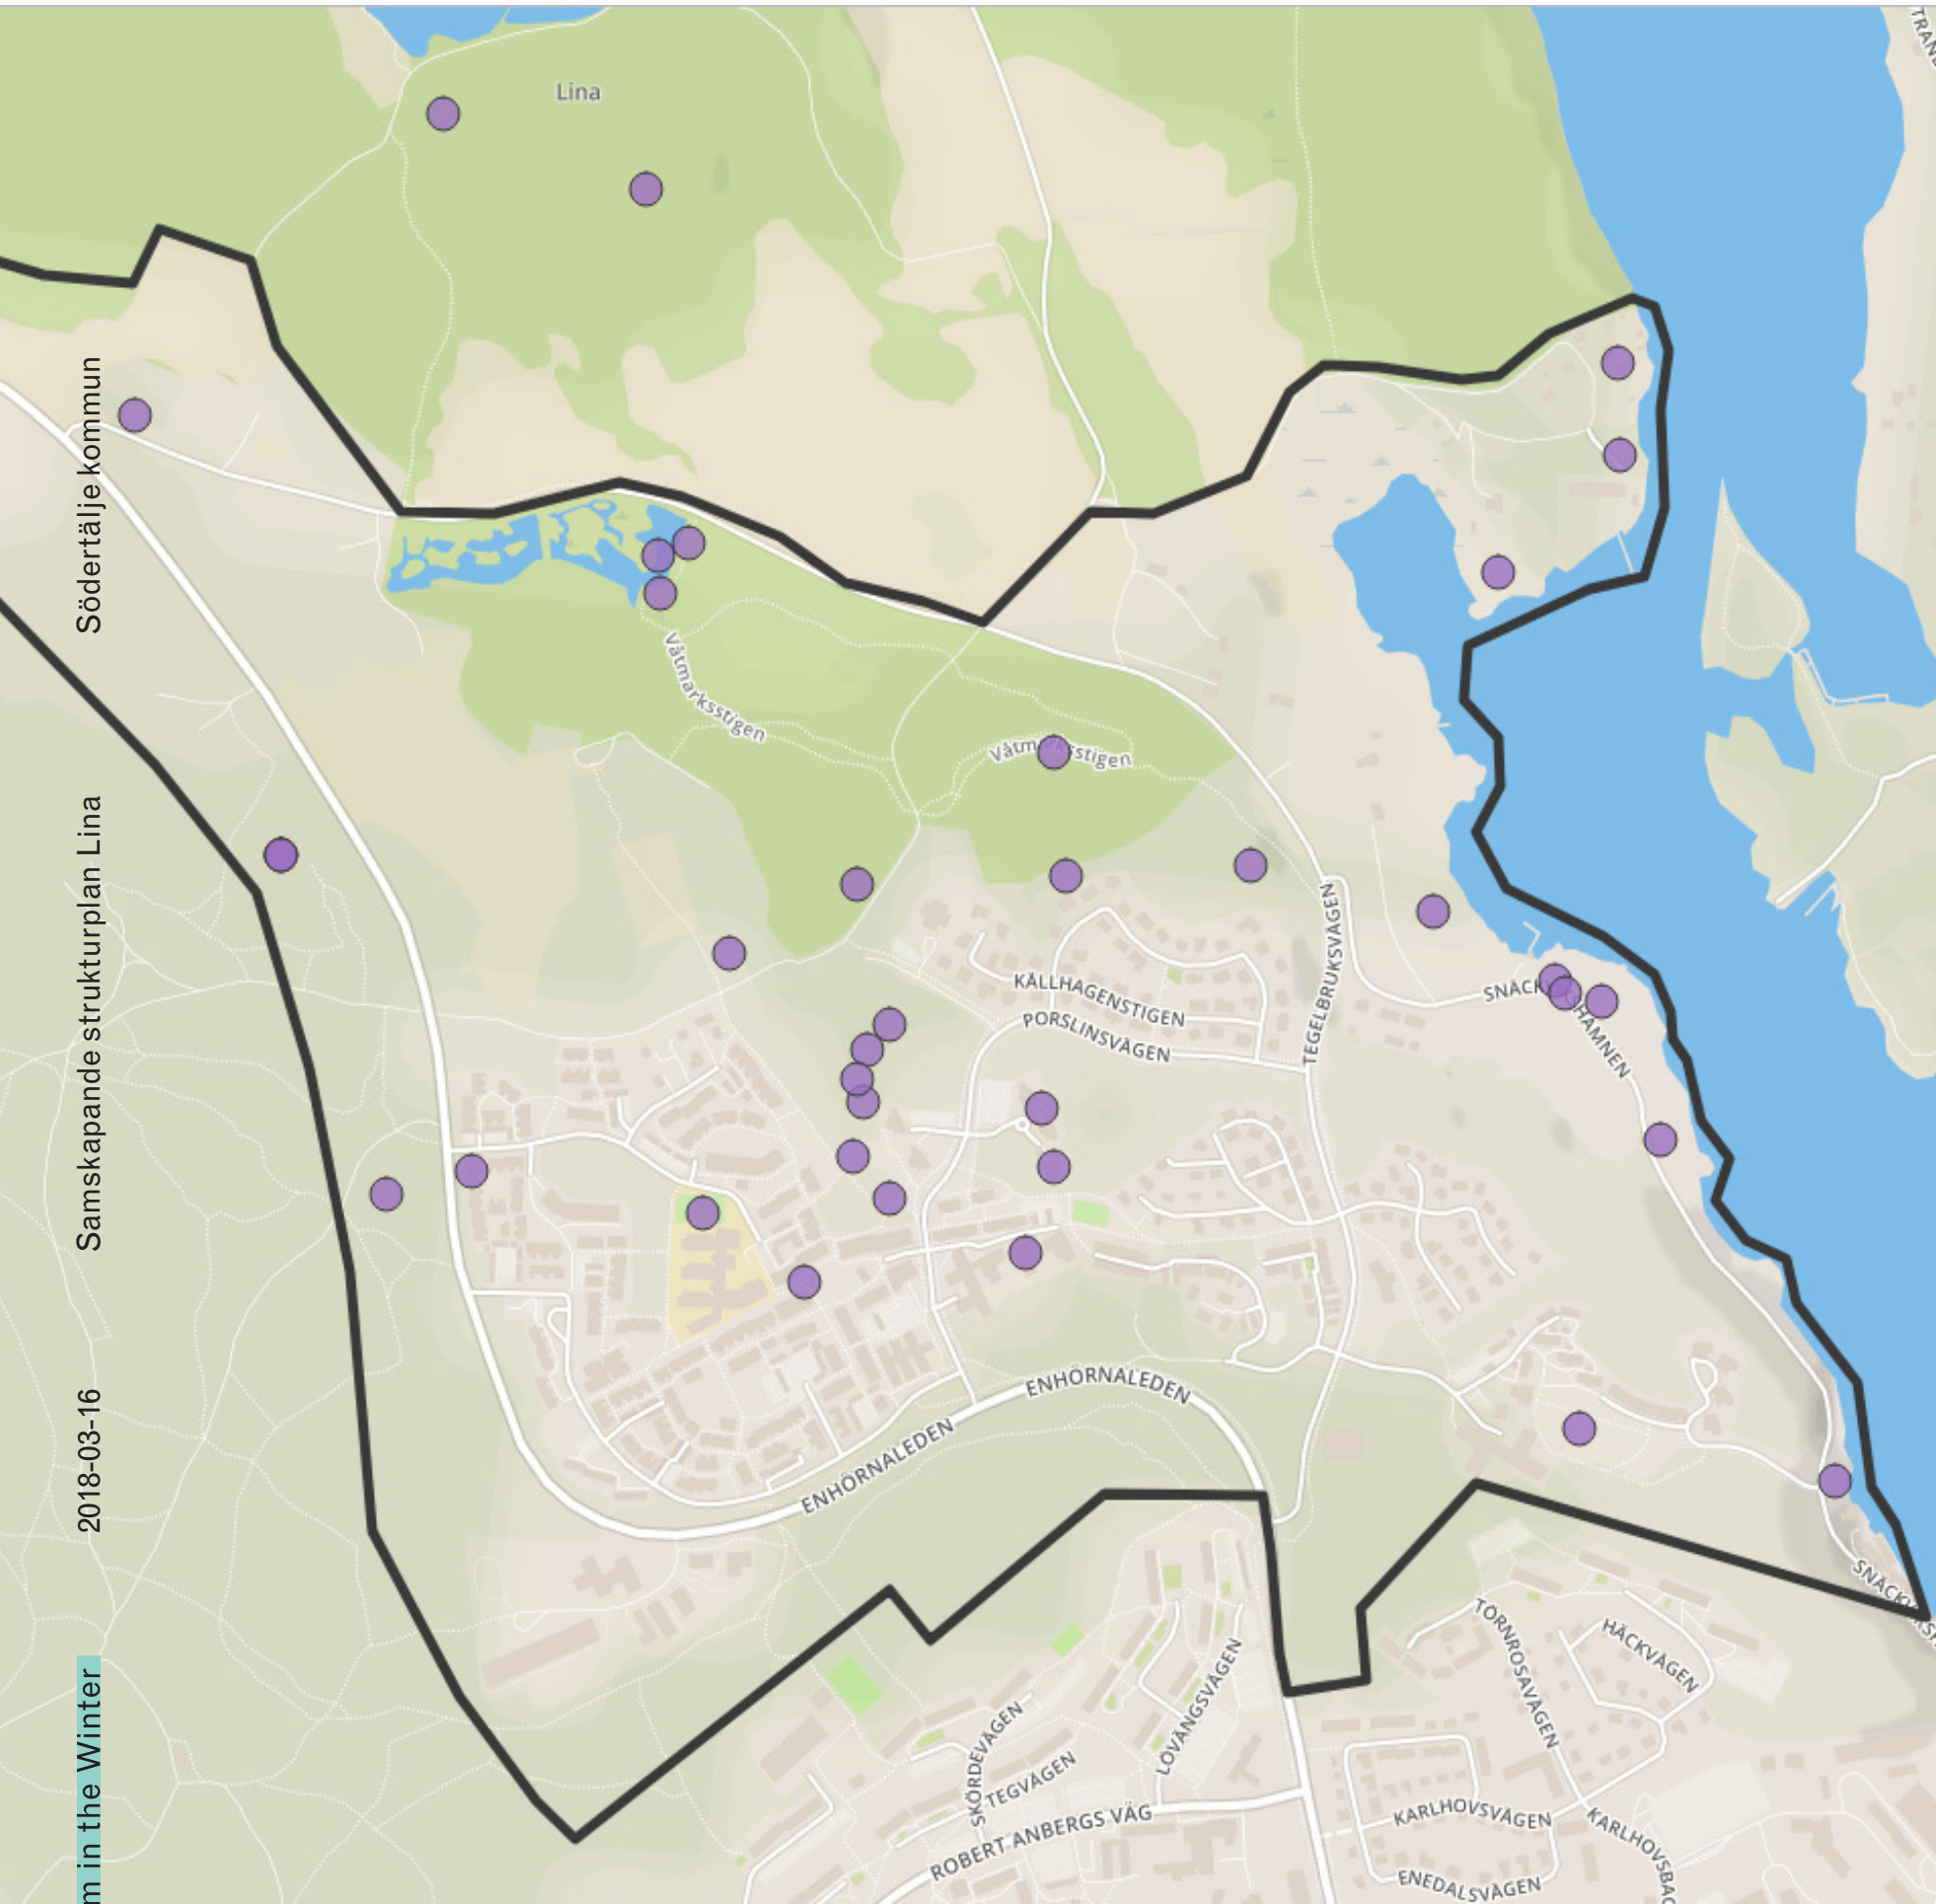 Södertälje kommun
Samskapande strukturplan Lina
2018-03-16
m in the Winter
Lina
Våtmarksstigen
TEGELBRUKSVÄGEN
KÄLLHAGENSTIGEN
PORSLINSVÄGEN
HAMNEN
ENHÖRNALEDEN
ENHÖRNALEDEN
TÖRNROSAVÄGEN
HÄCKVÄGEN
LÖVÄNGSVÄGEN
SKÖRDEVÄGEN
TEGVÄGEN
ROBERT ANBERGS VÄG
KARLHOVSVÄGEN
ENEDALSVÄGEN